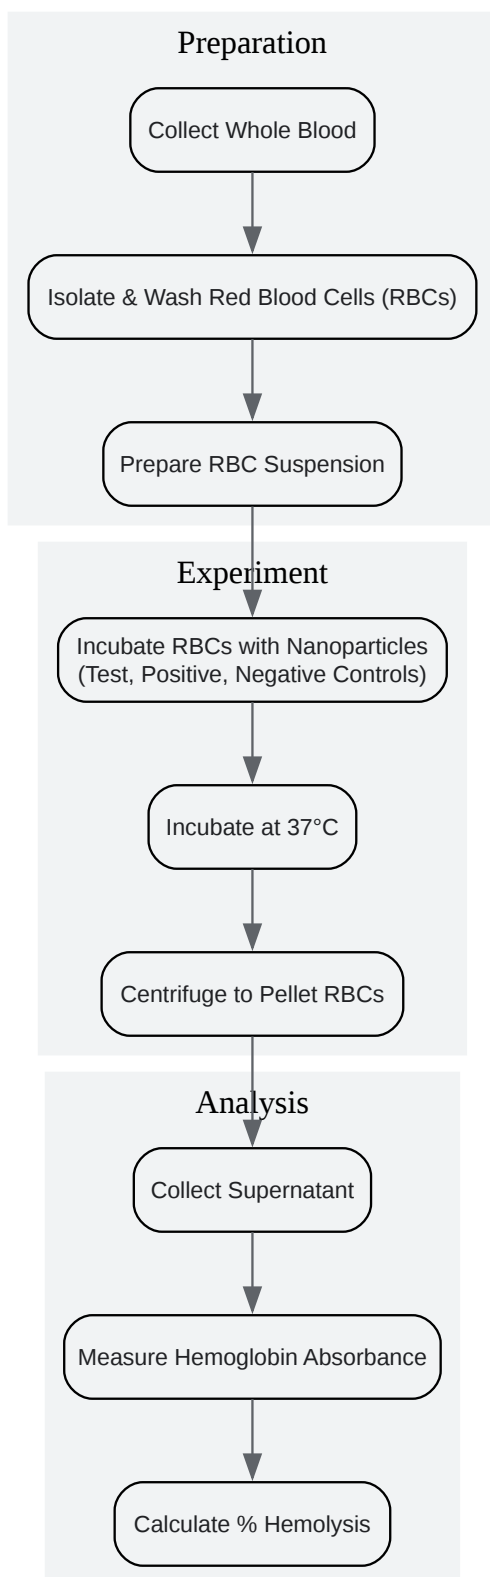 Preparation
Collect Whole Blood
Isolate & Wash Red Blood Cells (RBCs)
Prepare RBC Suspension
Experiment
Incubate RBCs with Nanoparticles
(Test, Positive, Negative Controls)
Incubate at 37°C
Centrifuge to Pellet RBCs
Analysis
Collect Supernatant
Measure Hemoglobin Absorbance
Calculate % Hemolysis